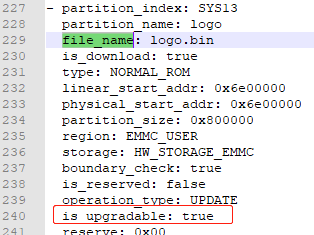 227 - partition_index: SYS13
228 partition_name: logo
229 file_name: logo.bin
230 is_download: true
231 type: NORMAL_ROM
232 linear_start_addr: 0x6e00000
233 physical_start_addr: 0x6e00000
234 partition_size: 0x800000
235 region: EMMC_USER
236 storage: HW_STORAGE_EMMC
237 boundary_check: true
238 is_reserved: false
239 operation_type: UPDATE
240 is_upgradable: true
241 reserve: 0x00